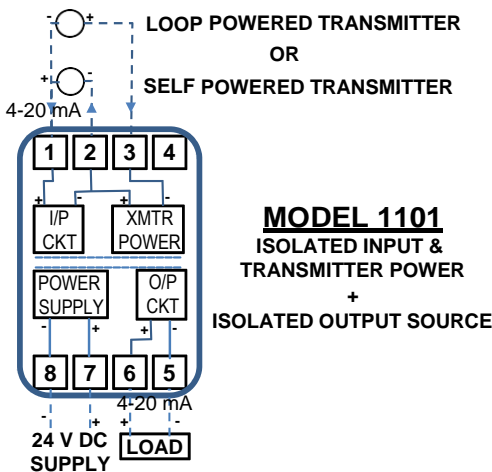 - + LOOP POWERED TRANSMITTER
OR
+ - SELF POWERED TRANSMITTER
4-20 mA
1 2 3 4
+ - + -
I/P CKT
XMTR POWER
MODEL 1101
ISOLATED INPUT &
TRANSMITTER POWER
+
ISOLATED OUTPUT SOURCE
POWER SUPPLY
O/P CKT
- + + -
8 7 6 5
4-20 mA
- + + -
24 V DC
SUPPLY
LOAD